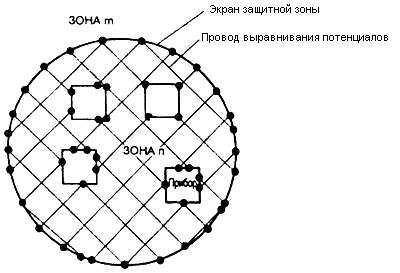 Экран защитной зоны
ЗОНА m
Провод выравнивания потенциалов
ЗОНА n
Прибор